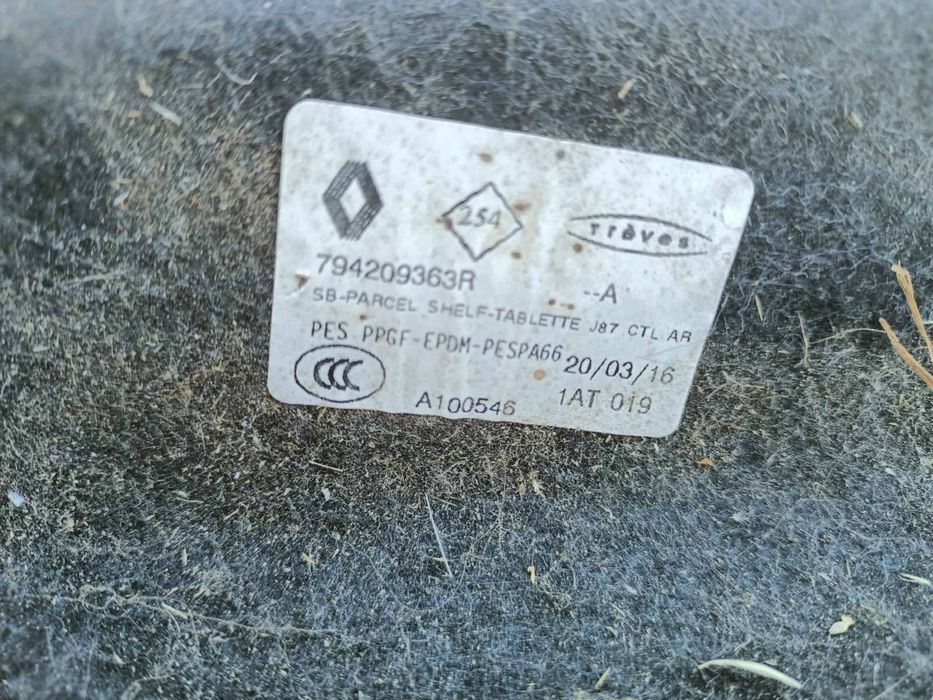 254
Trèves
794209363R
--A
SB-PARCEL SHELF-TABLETTE J87 CTL AR
PES PPGF-EPDM-PESPA66
20/03/16
CCC
A100546
1AT 019